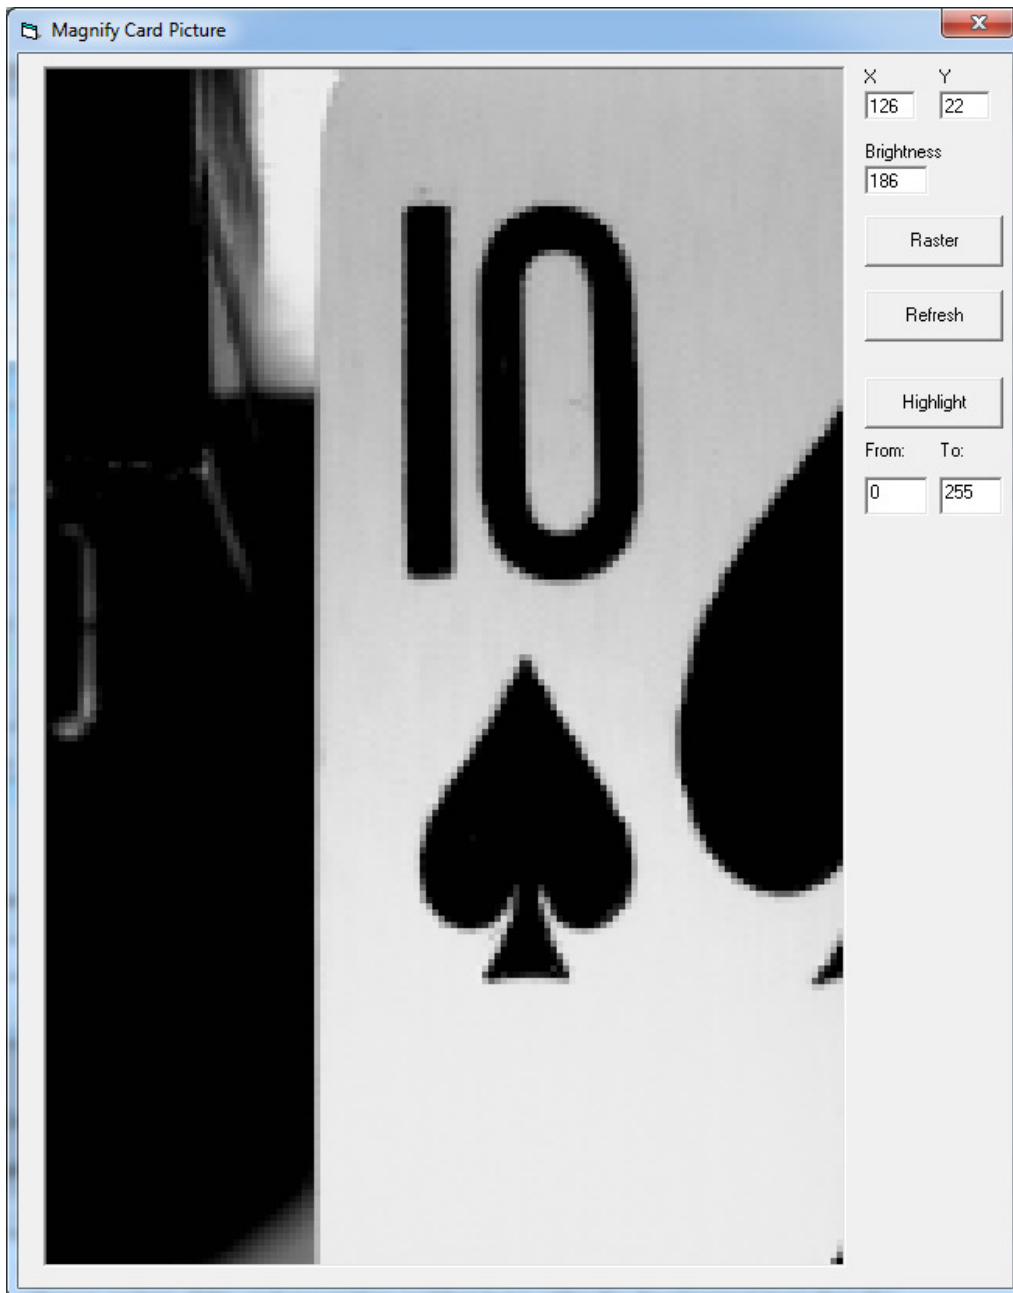 Magnify Card Picture
X Y
126 22
Brightness
186
Raster
Refresh
Highlight
From: To:
0 255
10